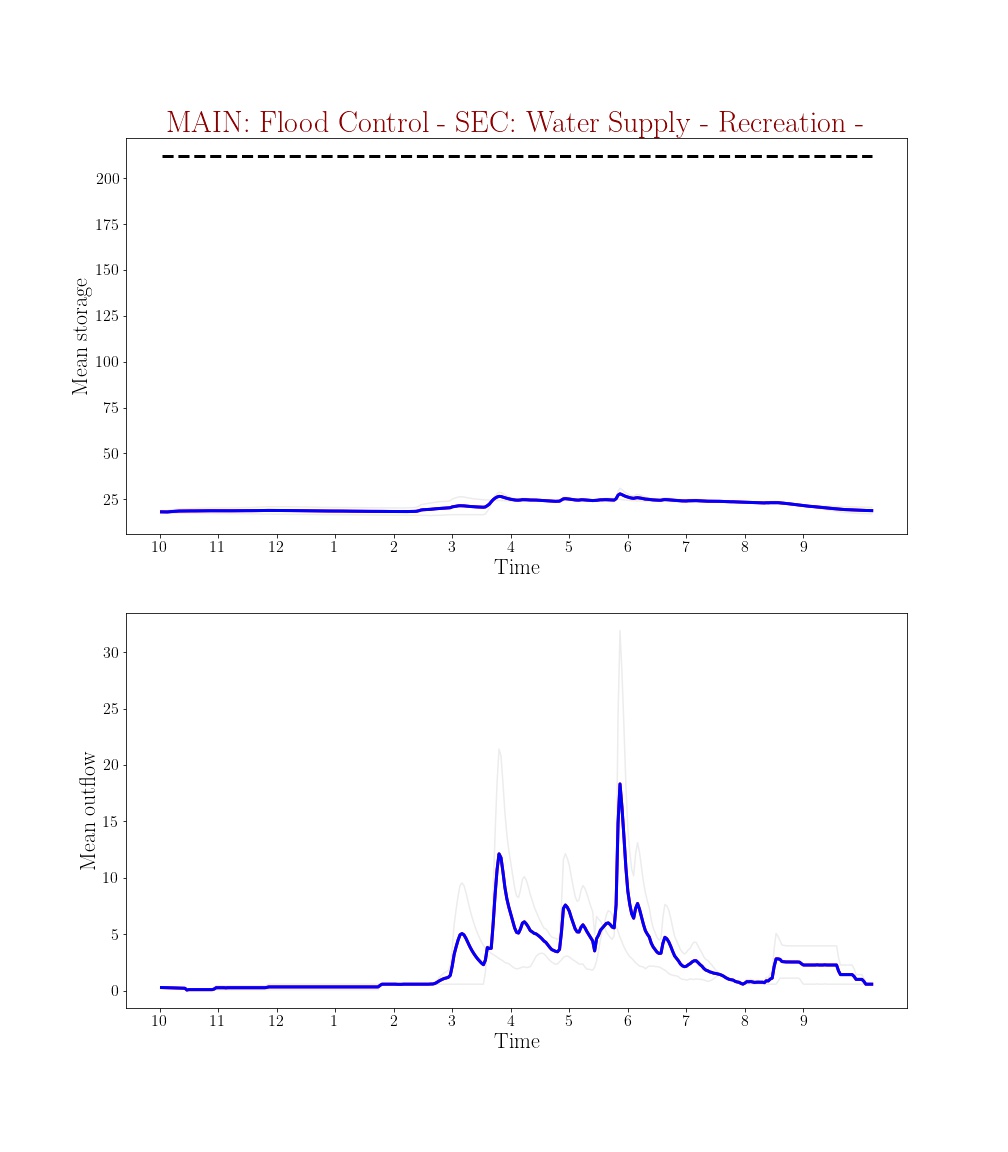 MAIN: Flood Control - SEC: Water Supply - Recreation -
200
175
150
125
100
75
50
25
Mean storage
10 11 12 1 2 3 4 5 6 7 8 9
Time
30
25
20
15
10
5
0
Mean outflow
10 11 12 1 2 3 4 5 6 7 8 9
Time